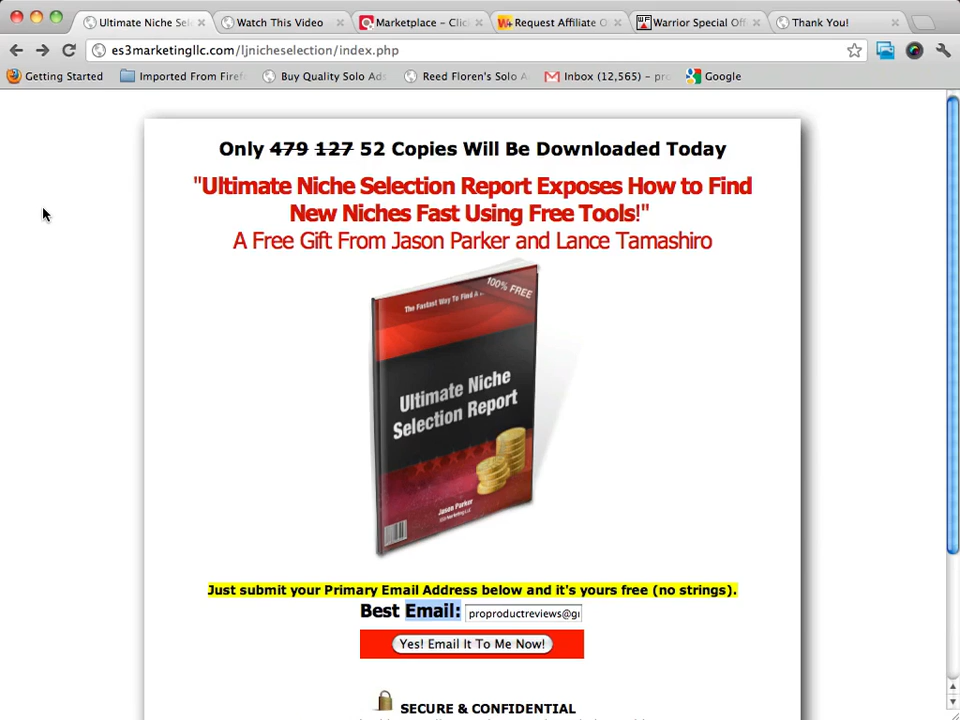 Ultimate Niche Sel
Watch This Video
Marketplace – Clic
Request Affiliate O
Warrior Special Off
Thank You!
es3marketingllc.com/ljnicheselection/index.php
Getting Started
Imported From Firef
Buy Quality Solo Ads
Reed Floren's Solo A
Inbox (12,565) – pro
Google
Only 479 127 52 Copies Will Be Downloaded Today
"Ultimate Niche Selection Report Exposes How to Find
New Niches Fast Using Free Tools!"
A Free Gift From Jason Parker and Lance Tamashiro
100% FREE
The Fastest Way To Find A
Ultimate Niche
Selection Report
Jason Parker
Just submit your Primary Email Address below and it's yours free (no strings).
Best Email: proproductreviews@g
Yes! Email It To Me Now!
SECURE & CONFIDENTIAL